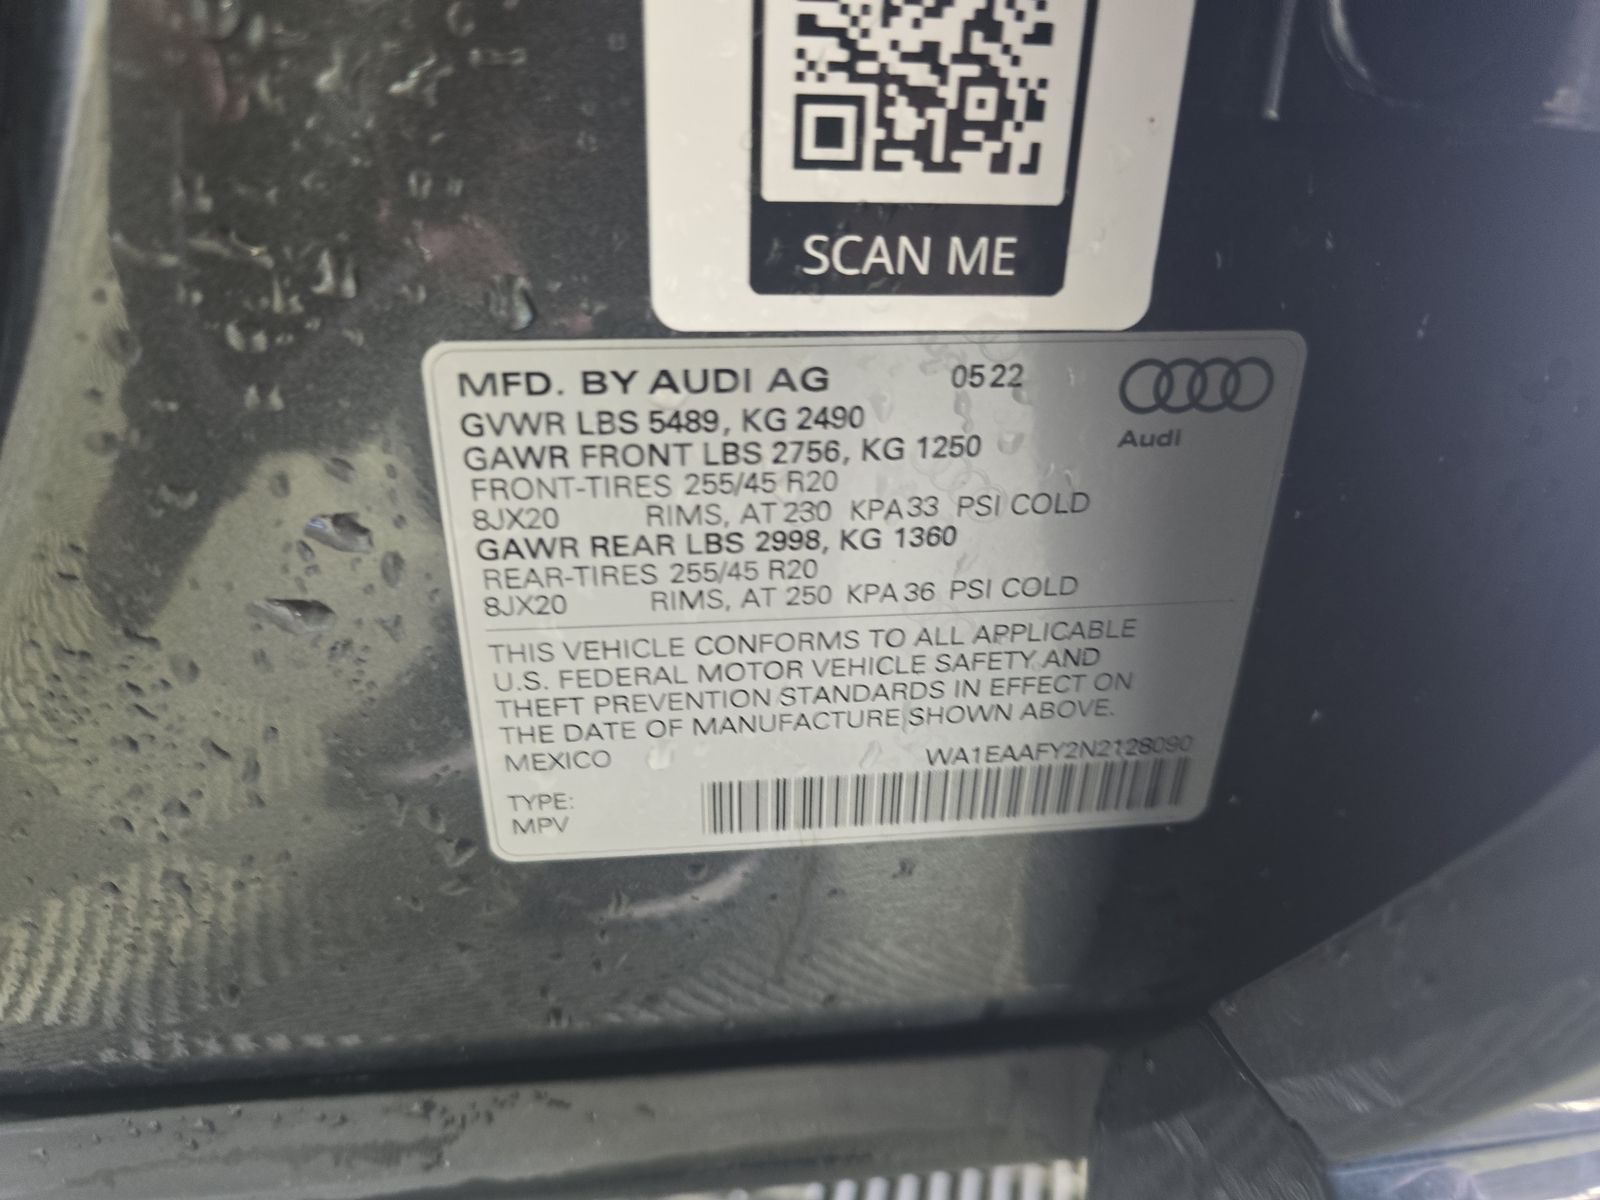 SCAN ME
MFD. BY AUDI AG 0522
Audi
GVWR LBS 5489, KG 2490
GAWR FRONT LBS 2756, KG 1250
FRONT-TIRES 255/45 R20
8JX20 RIMS, AT 230 KPA 33 PSI COLD
GAWR REAR LBS 2998, KG 1360
REAR-TIRES 255/45 R20
8JX20 RIMS, AT 250 KPA 36 PSI COLD
THIS VEHICLE CONFORMS TO ALL APPLICABLE
U.S. FEDERAL MOTOR VEHICLE SAFETY AND
THEFT PREVENTION STANDARDS IN EFFECT ON
THE DATE OF MANUFACTURE SHOWN ABOVE.
MEXICO WA1EAAFY2N2128090
TYPE:
MPV